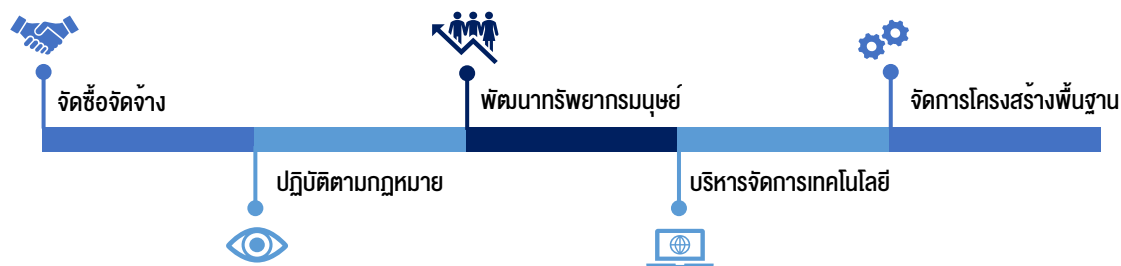 จัดซื้อจัดจ้าง
พัฒนาทรัพยากรมนุษย์
จัดการโครงสร้างพื้นฐาน
ปฏิบัติตามกฎหมาย
บริหารจัดการเทคโนโลยี